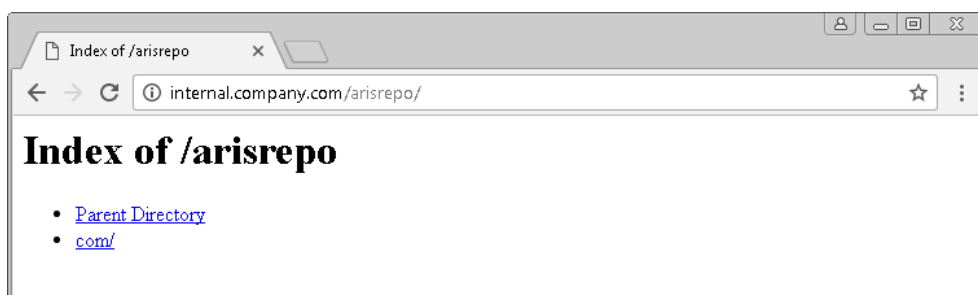 Index of /arisrepo
internal.company.com/arisrepo/
Index of /arisrepo
Parent Directory
com/